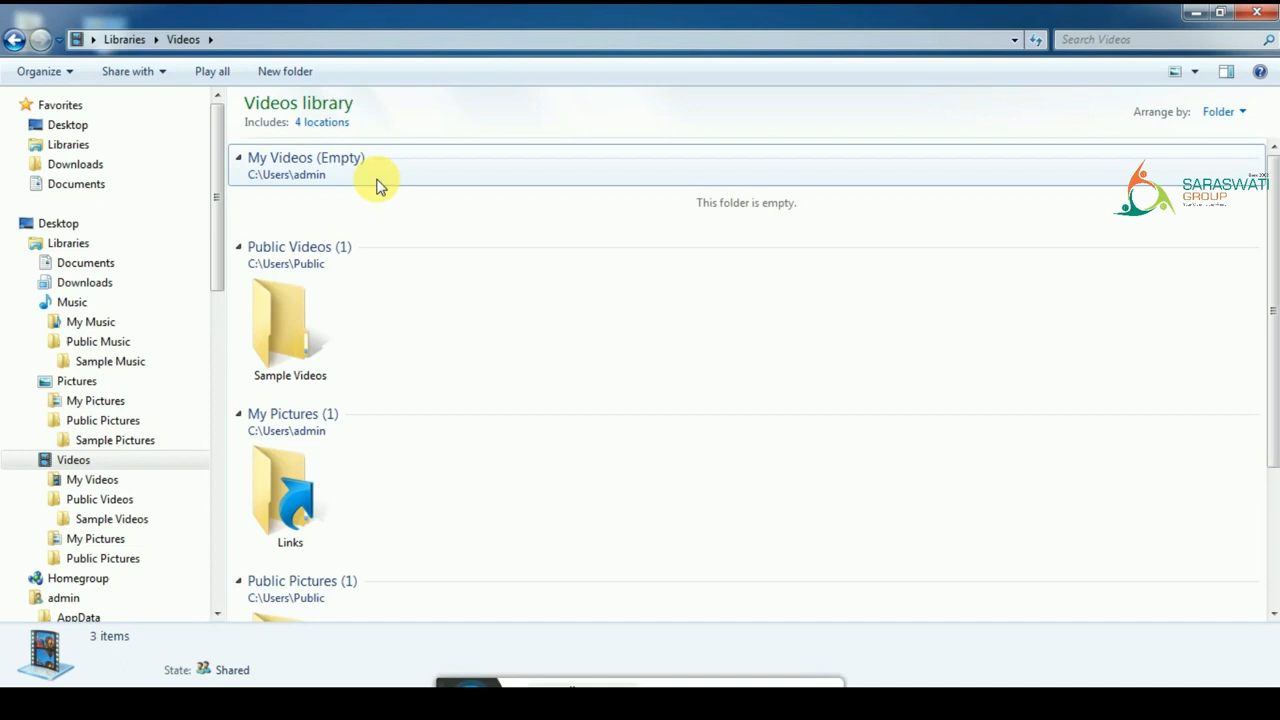 Libraries Videos
Search Videos
Organize Share with Play all New folder
Favorites
Desktop
Libraries
Downloads
Documents
Desktop
Libraries
Documents
Downloads
Music
My Music
Public Music
Sample Music
Pictures
My Pictures
Public Pictures
Sample Pictures
Videos
My Videos
Public Videos
Sample Videos
My Pictures
Public Pictures
Homegroup
admin
AppData
Videos library
Includes: 4 locations
Arrange by: Folder
My Videos (Empty)
C:\Users\admin
This folder is empty.
SARASWATI
GROUP
Public Videos (1)
C:\Users\Public
Sample Videos
My Pictures (1)
C:\Users\admin
Links
Public Pictures (1)
C:\Users\Public
3 items
State: Shared